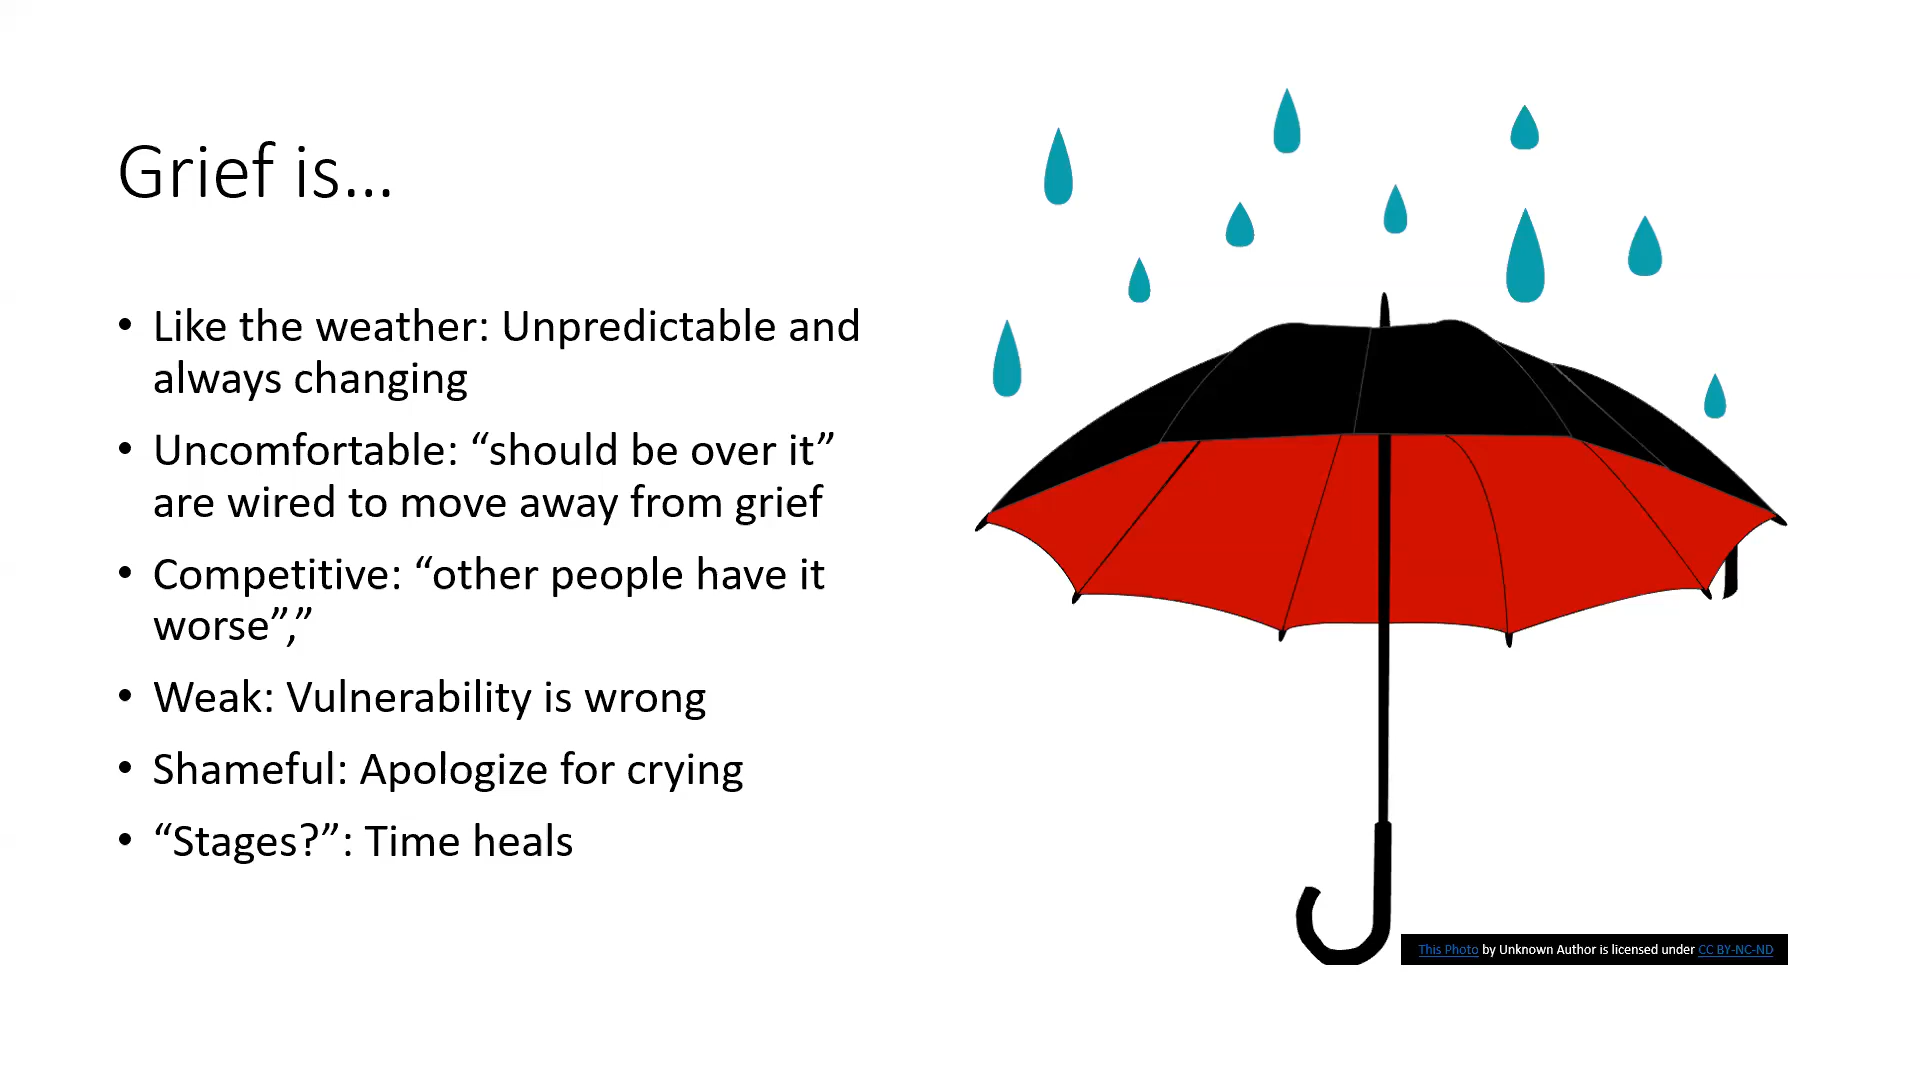 Grief is...
• Like the weather: Unpredictable and
always changing
• Uncomfortable: “should be over it”
are wired to move away from grief
• Competitive: “other people have it
worse”,”
• Weak: Vulnerability is wrong
• Shameful: Apologize for crying
• “Stages?”: Time heals
This Photo by Unknown Author is licensed under CC BY-NC-ND